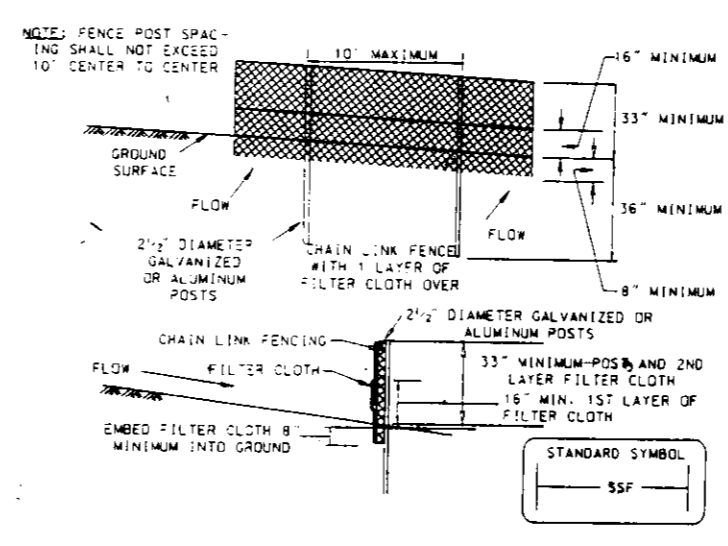 NOTE: FENCE POST SPAC-
ING SHALL NOT EXCEED
10' CENTER TO CENTER
10' MAXIMUM
16" MINIMUM
33" MINIMUM
GROUND
SURFACE
FLOW
FLOW
36" MINIMUM
8" MINIMUM
2 1/2" DIAMETER
GALVANIZED
OR ALUMINUM
POSTS
CHAIN LINK FENCE
WITH 1 LAYER OF
FILTER CLOTH OVER
2 1/2" DIAMETER GALVANIZED OR
ALUMINUM POSTS
CHAIN LINK FENCING
FLOW
FILTER CLOTH
33" MINIMUM-POSTS AND 2ND
LAYER FILTER CLOTH
16" MIN. 1ST LAYER OF
FILTER CLOTH
EMBED FILTER CLOTH 8"
MINIMUM INTO GROUND
STANDARD SYMBOL
SSF